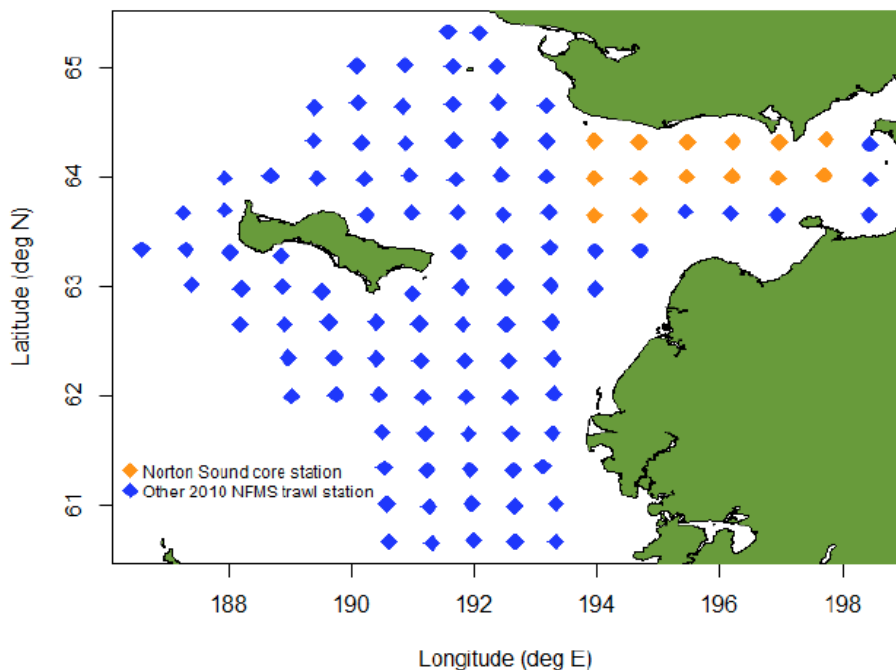 65
64
63
62
61
Latitude (deg N)
Norton Sound core station
Other 2010 NFMS trawl station
188 190 192 194 196 198
Longitude (deg E)